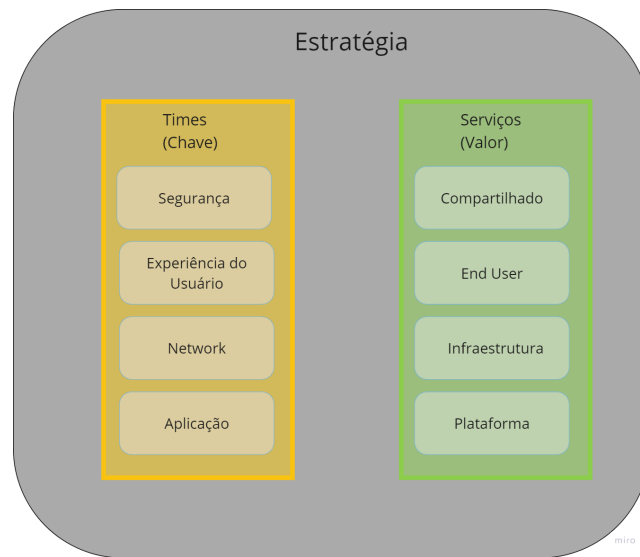 Estratégia
Times
(Chave)
Segurança
Experiência do
Usuário
Network
Aplicação
Serviços
(Valor)
Compartilhado
End User
Infraestrutura
Plataforma
miro